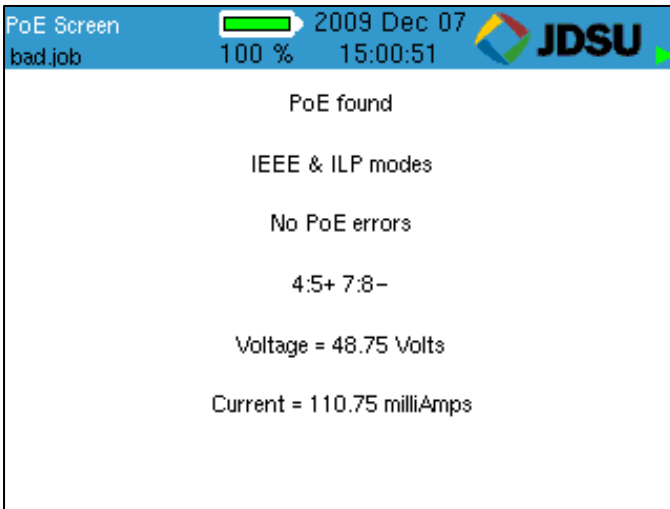 PoE Screen
2009 Dec 07
JDSU
bad.job
100 %
15:00:51
PoE found
IEEE & ILP modes
No PoE errors
4:5+ 7:8−
Voltage = 48.75 Volts
Current = 110.75 milliAmps